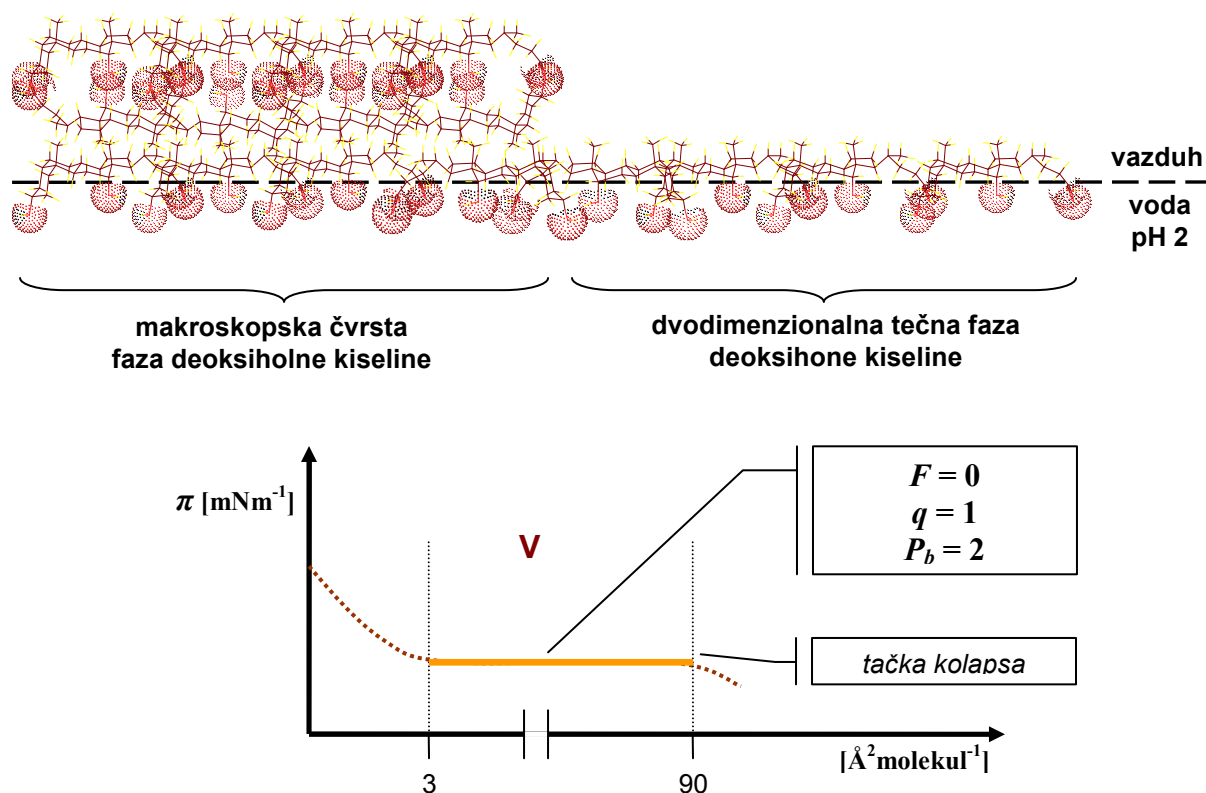 vazduh
voda
pH 2
makroskopska čvrsta
faza deoksiholne kiseline
dvodimenzionalna tečna faza
deoksihone kiseline
π [mNm⁻¹]
V
F = 0
q = 1
P_b = 2
tačka kolapsa
3
90
[Å²molekul⁻¹]